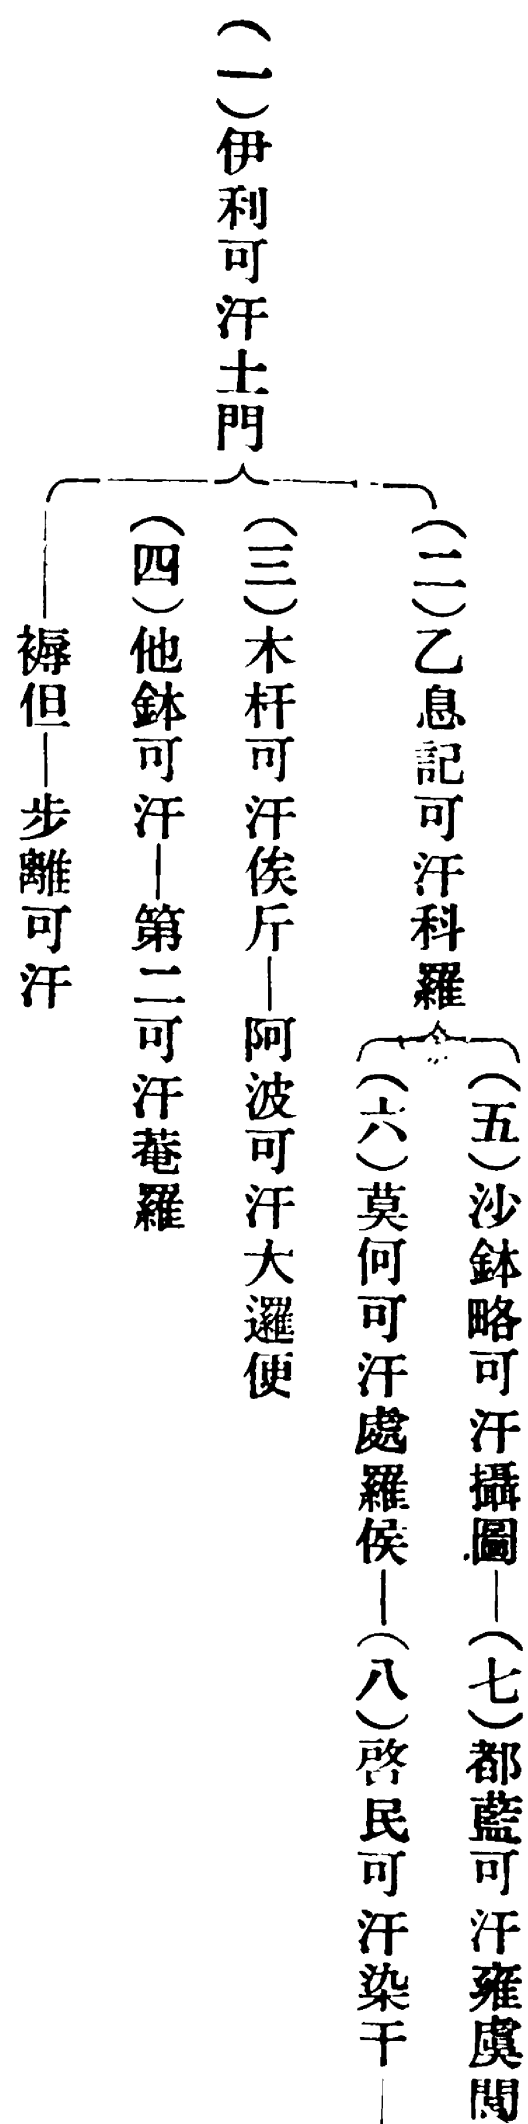 (一)伊利可汗土門
(二)乙息記可汗科羅
(五)沙鉢略可汗攝圖—(七)都藍可汗雍虞閭
(六)莫何可汗處羅侯—(八)啓民可汗染干—
(三)木杆可汗俟斤—阿波可汗大邏便
(四)他鉢可汗—第二可汗菴羅
褥但—步離可汗